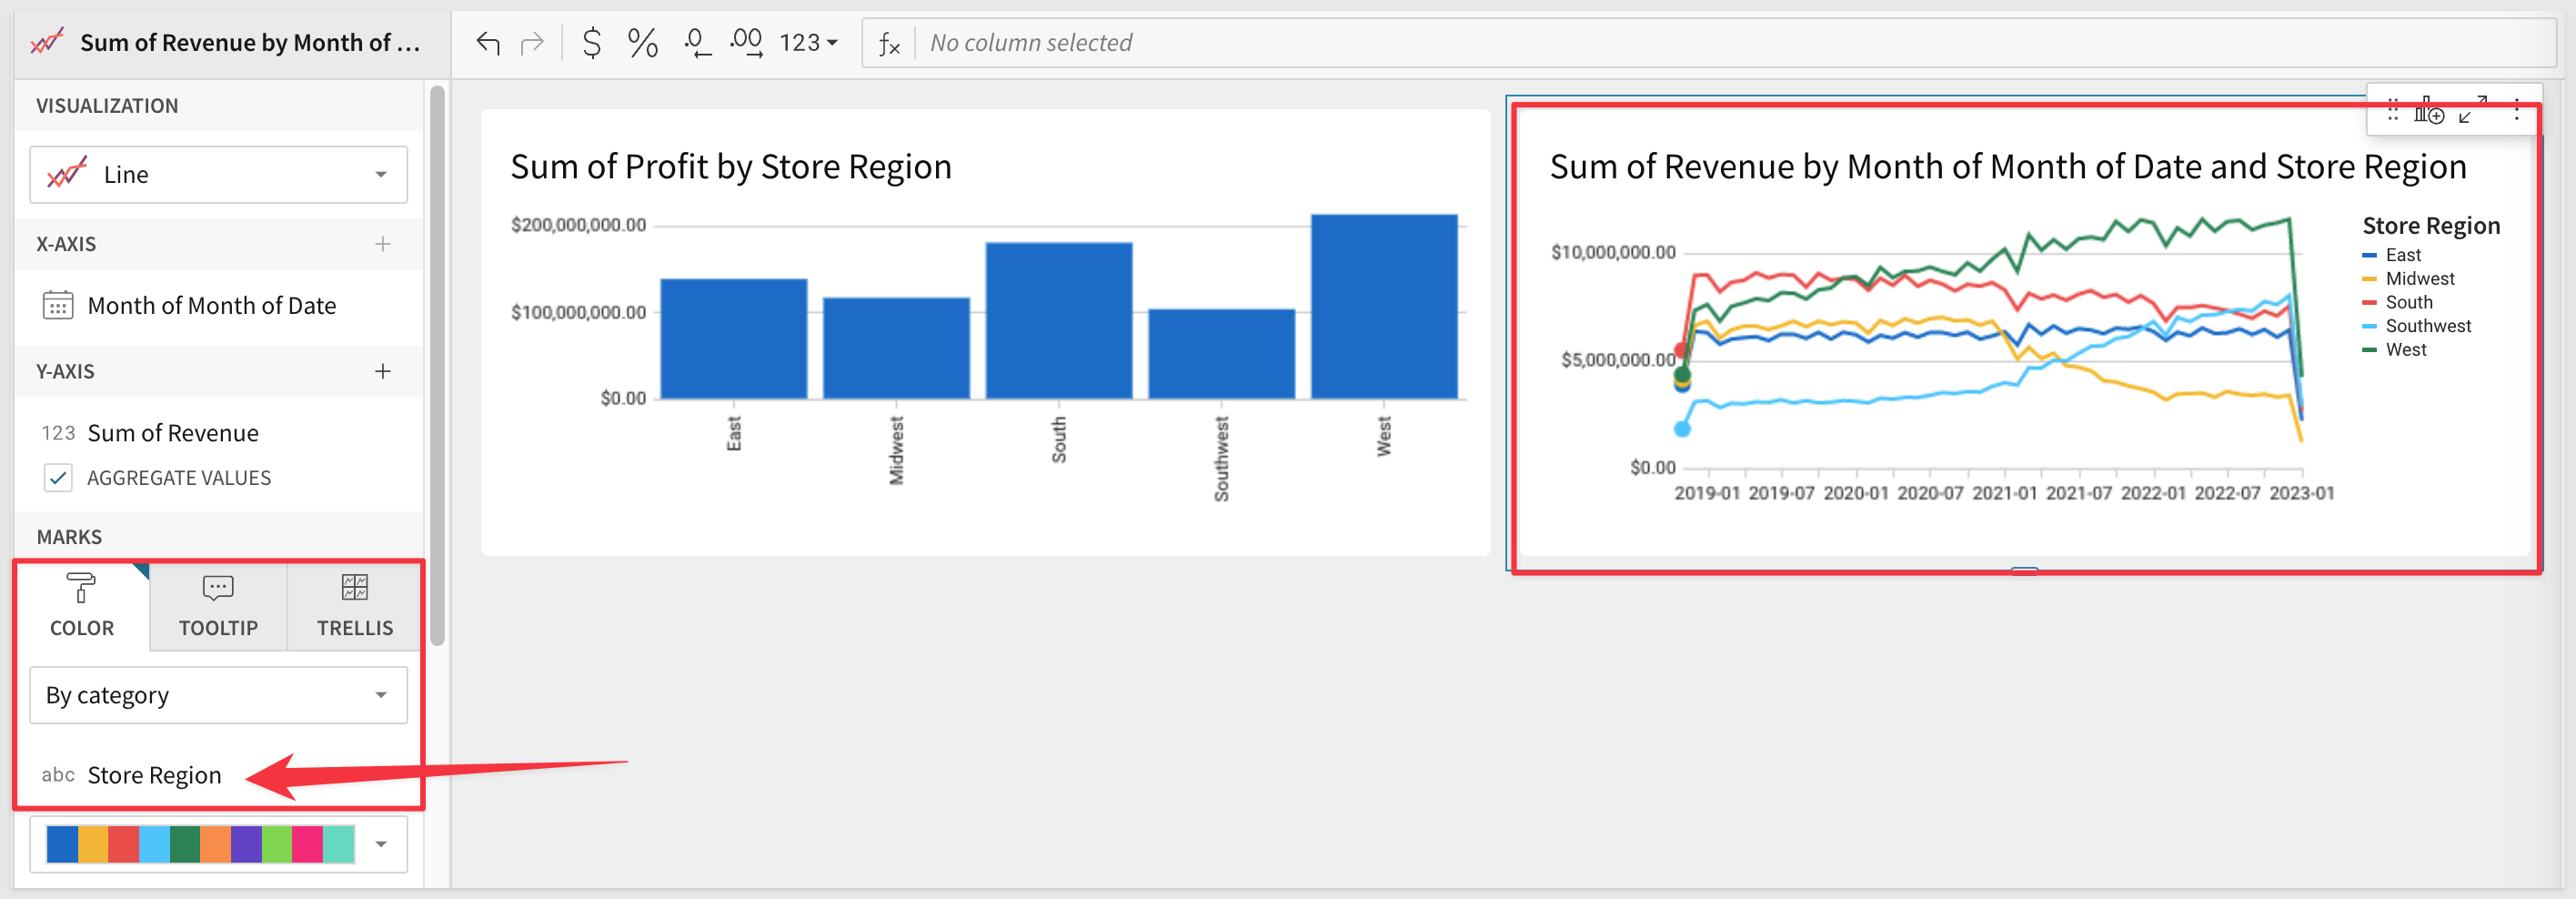 Sum of Revenue by Month of ...
$ % .0 .00 123
fx No column selected
VISUALIZATION
Line
X-AXIS
Month of Month of Date
Y-AXIS
123 Sum of Revenue
AGGREGATE VALUES
MARKS
COLOR TOOLTIP TRELLIS
By category
abc Store Region
Sum of Profit by Store Region
$200,000,000.00
$100,000,000.00
$0.00
East
Midwest
South
Southwest
West
Sum of Revenue by Month of Month of Date and Store Region
$10,000,000.00
$5,000,000.00
$0.00
2019-01 2019-07 2020-01 2020-07 2021-01 2021-07 2022-01 2022-07 2023-01
Store Region
East
Midwest
South
Southwest
West